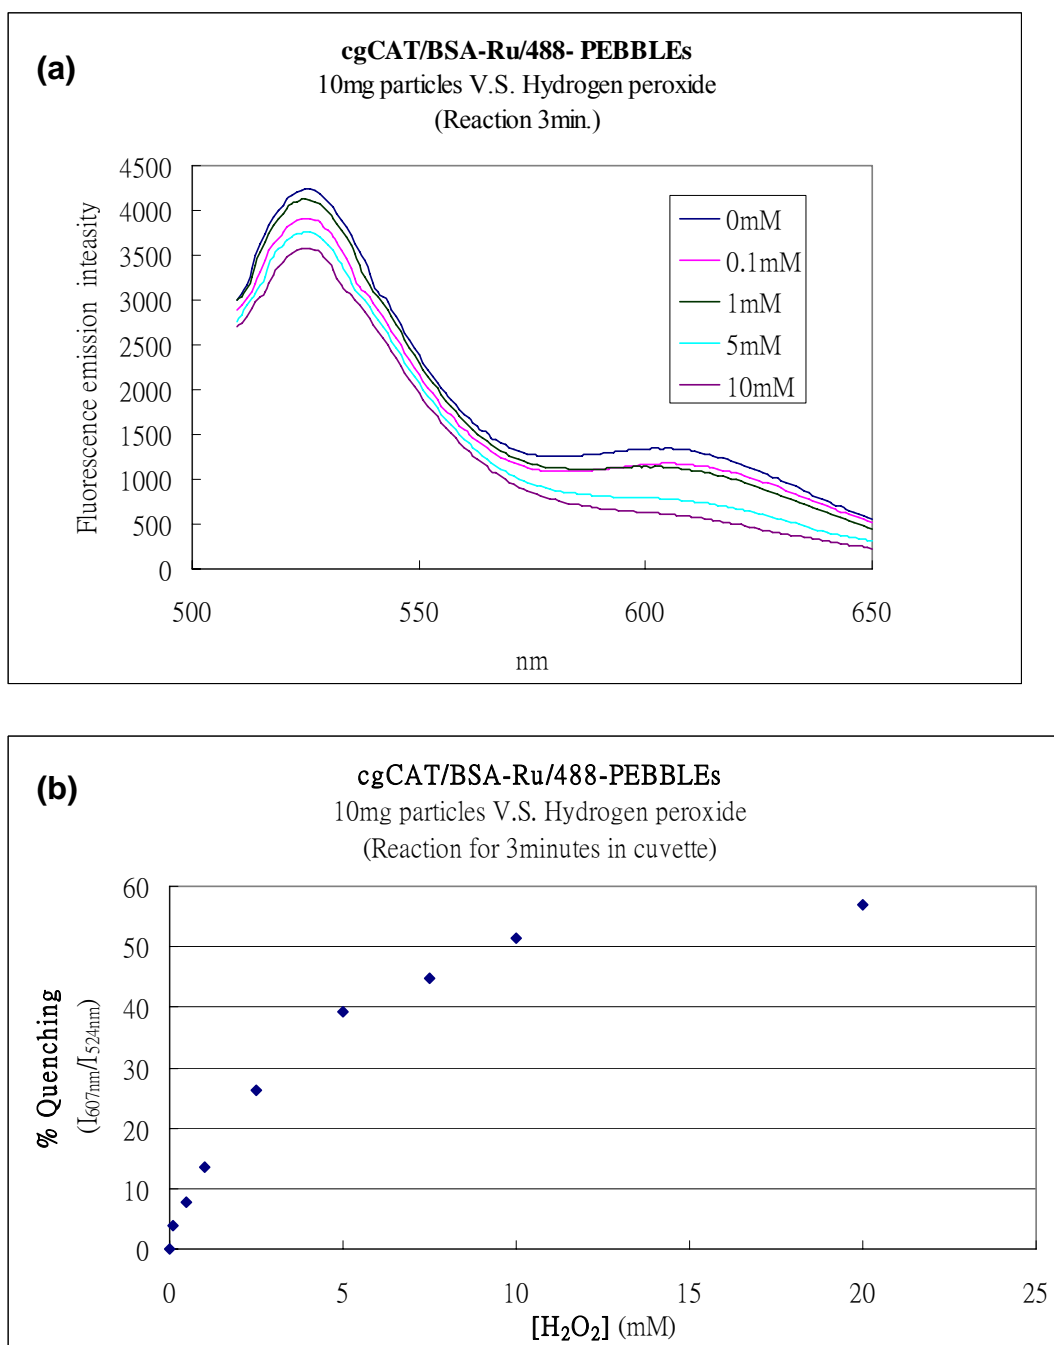 (a)
cgCAT/BSA-Ru/488- PEBBLEs
10mg particles V.S. Hydrogen peroxide
(Reaction 3min.)
Fluorescence emission inteasity
4500
4000
3500
3000
2500
2000
1500
1000
500
0
0mM
0.1mM
1mM
5mM
10mM
500 550 600 650
nm
(b)
cgCAT/BSA-Ru/488-PEBBLEs
10mg particles V.S. Hydrogen peroxide
(Reaction for 3minutes in cuvette)
% Quenching
(I607nm/I524nm)
60
50
40
30
20
10
0
0 5 10 15 20 25
[H2O2] (mM)